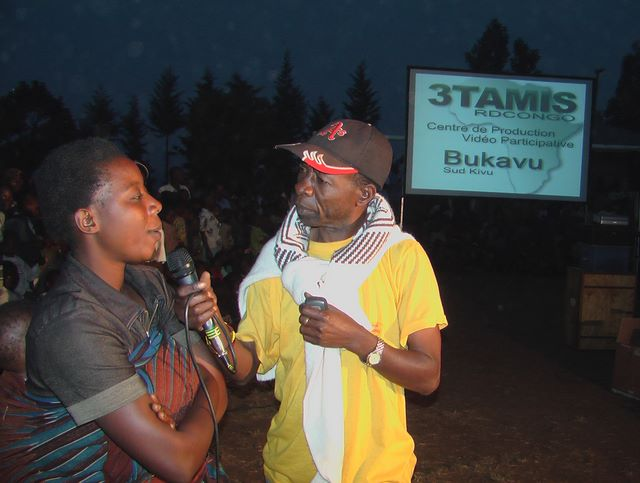 3TAMIS
RDCONGO
Centre de Production
Vidéo Participative
Bukavu
Sud Kivu
A